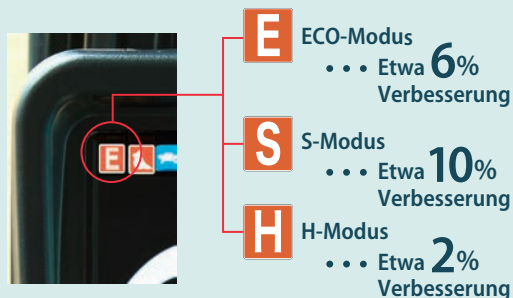 E
E ECO-Modus
• • • Etwa 6%
Verbesserung
S S-Modus
• • • Etwa 10%
Verbesserung
H H-Modus
• • • Etwa 2%
Verbesserung